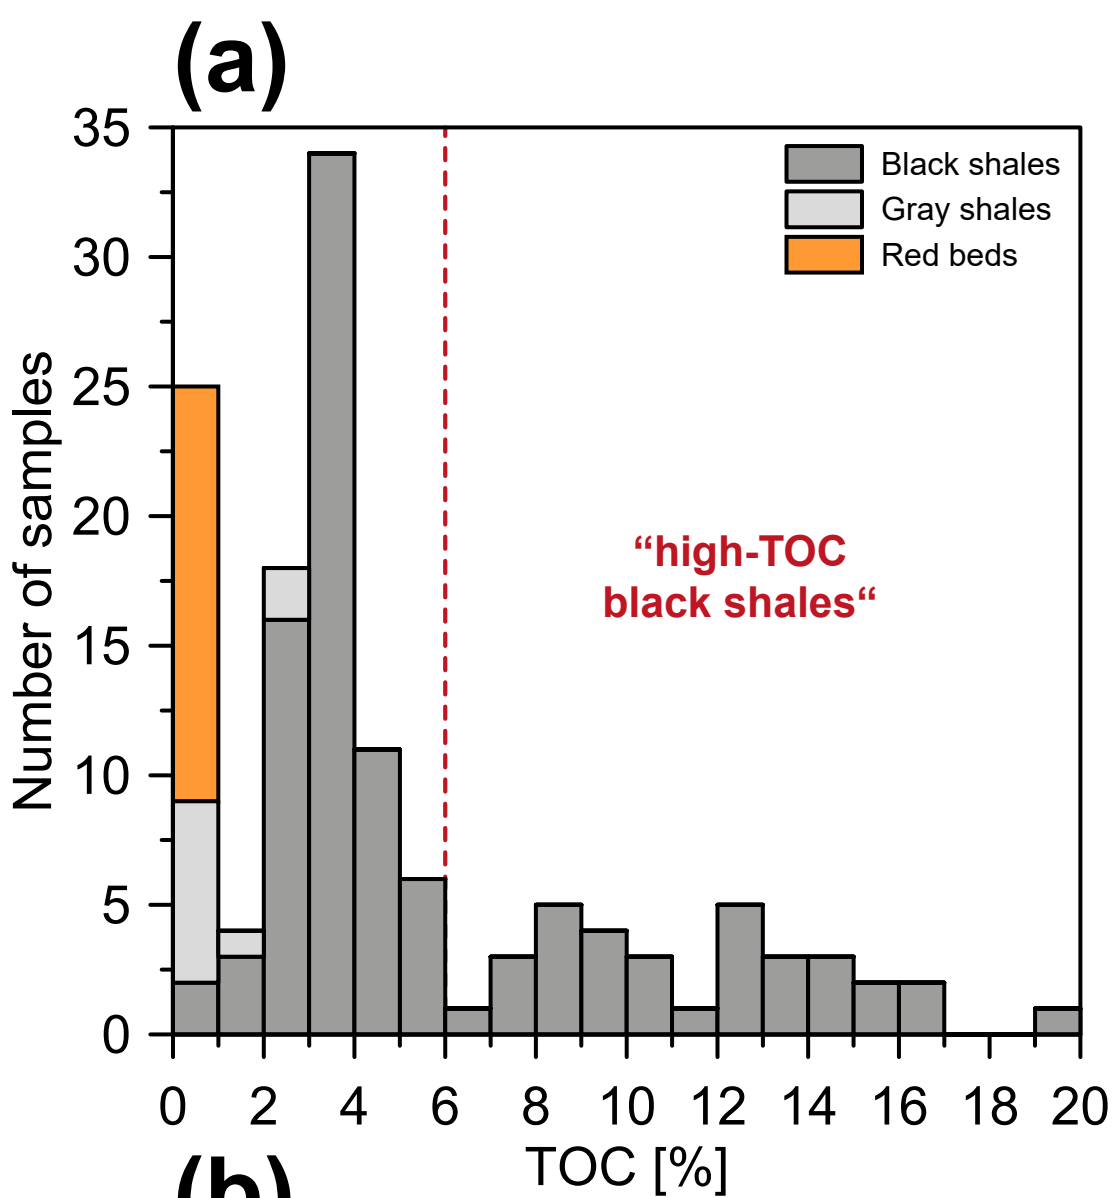 (a)
35
30
25
20
15
10
5
0
Number of samples
Black shales
Gray shales
Red beds
“high-TOC
black shales“
0 2 4 6 8 10 12 14 16 18 20
TOC [%]
(b)